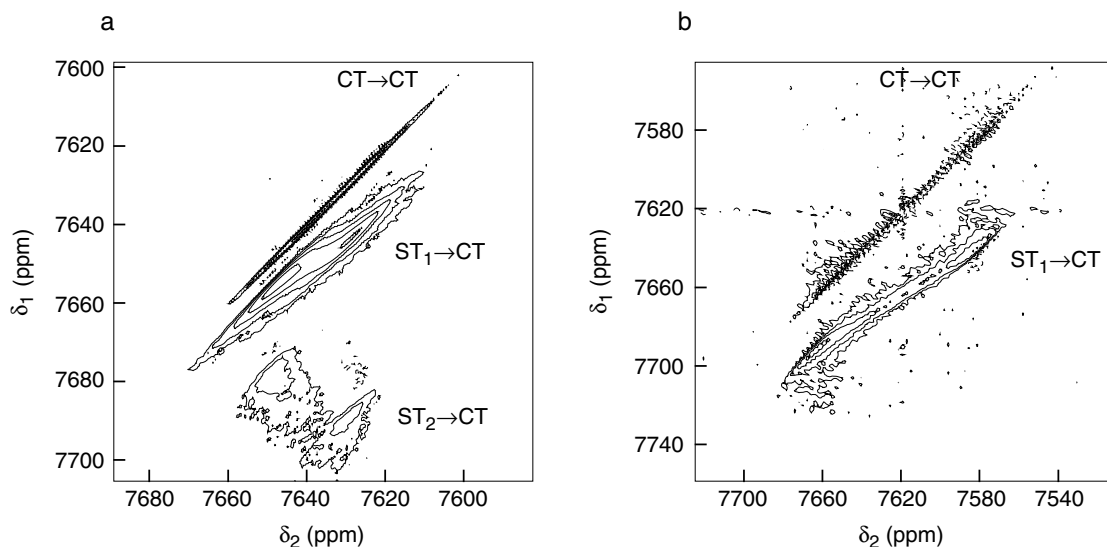 a
7600
7620
7640
7660
7680
7700
δ1 (ppm)
CT→CT
ST1→CT
ST2→CT
7680 7660 7640 7620 7600
δ2 (ppm)
b
7580
7620
7660
7700
7740
δ1 (ppm)
CT→CT
ST1→CT
7700 7660 7620 7580 7540
δ2 (ppm)